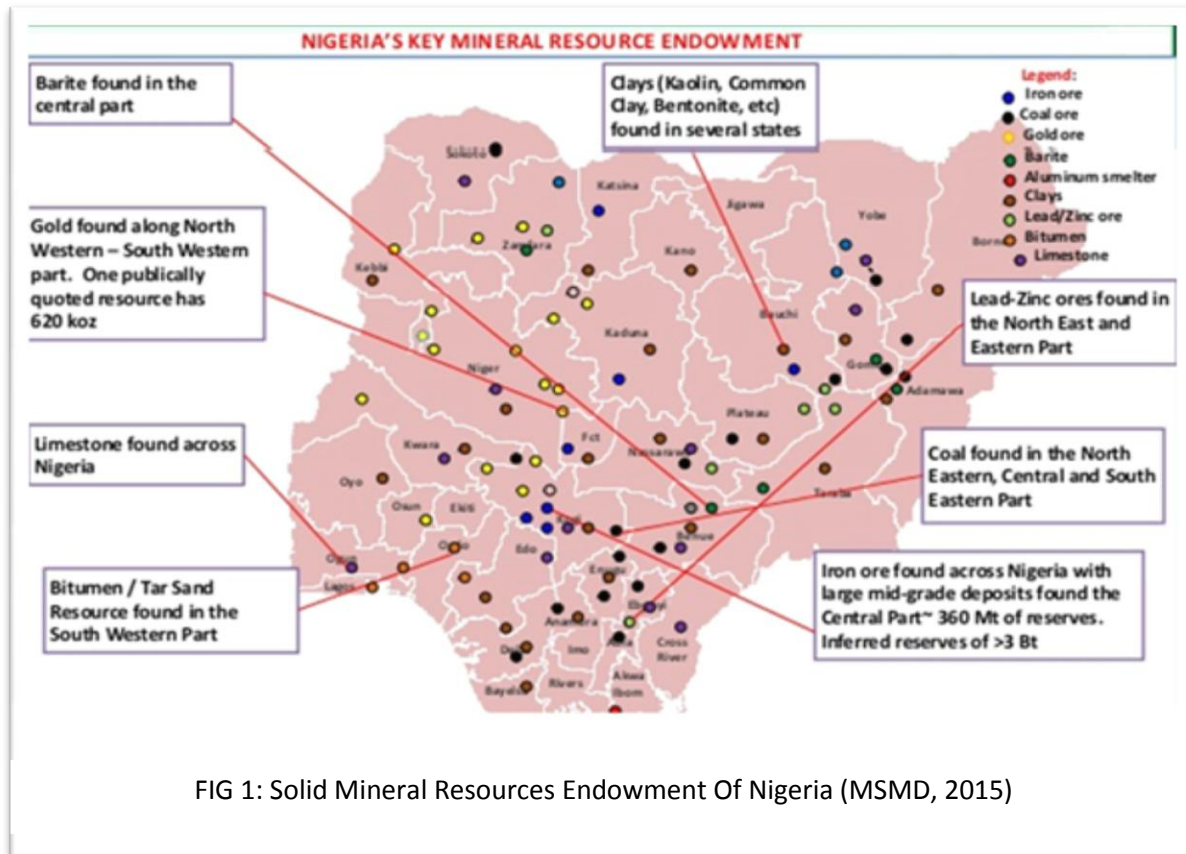 NIGERIA'S KEY MINERAL RESOURCE ENDOWMENT
Barite found in the
central part
Clays (Kaolin, Common
Clay, Bentonite, etc)
found in several states
Legend:
Iron ore
Coal ore
Gold ore
Barite
Aluminum smelter
Clays
Lead/Zinc ore
Bitumen
Limestone
Gold found along North
Western – South Western
part. One publically
quoted resource has
620 koz
Lead-Zinc ores found in
the North East and
Eastern Part
Limestone found across
Nigeria
Coal found in the North
Eastern, Central and South
Eastern Part
Bitumen / Tar Sand
Resource found in the
South Western Part
Iron ore found across Nigeria with
large mid-grade deposits found the
Central Part~ 360 Mt of reserves.
Inferred reserves of >3 Bt
Sokoto
Katsina
Jigawa
Yobe
Zamfara
Kano
Kebbi
Kaduna
Bauchi
Niger
Adamawa
Plateau
Fct
Kwara
Nassarawa
Oyo
Taraba
Osun
Ekiti
Edo
Benue
Enugu
Lagos
Ebonyi
Anambra
Imo
Cross
River
Bayelsa
Rivers
Akwa
Ibom
FIG 1: Solid Mineral Resources Endowment Of Nigeria (MSMD, 2015)